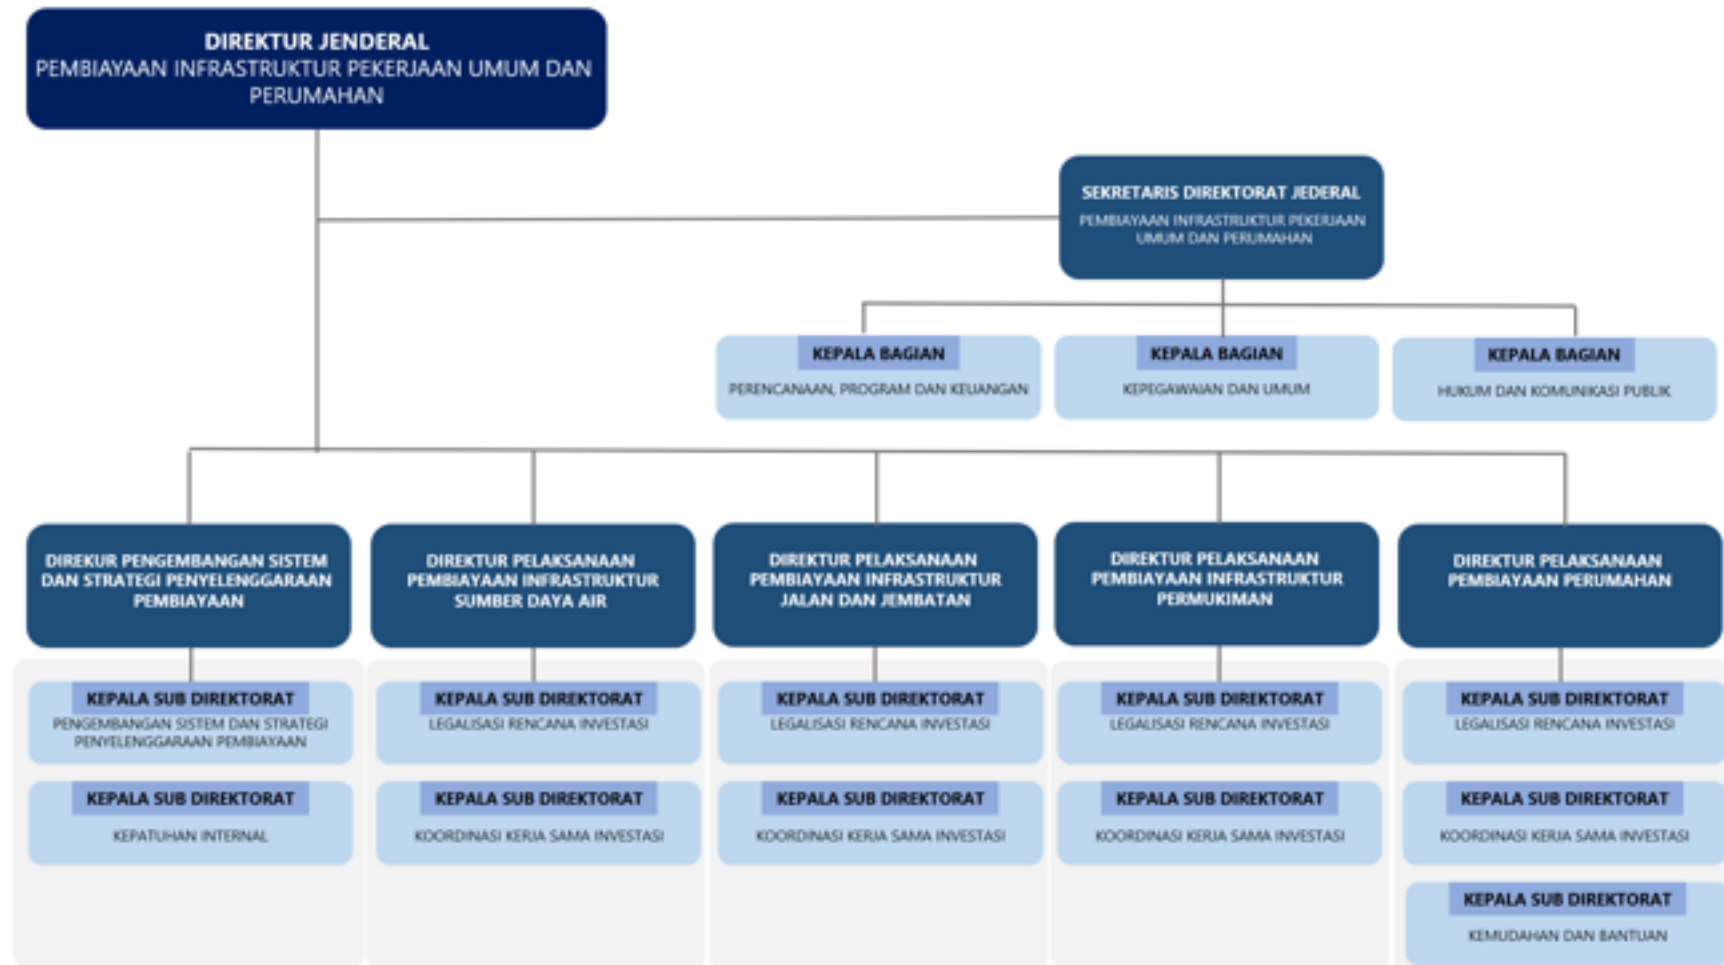 DIREKTUR JENDERAL
PEMBIAYAAN INFRASTRUKTUR PEKERJAAN UMUM DAN
PERUMAHAN
SEKRETARIS DIREKTORAT JEDERAL
PEMBIAYAAN INFRASTRUKTUR PEKERJAAN
UMUM DAN PERUMAHAN
KEPALA BAGIAN
PERENCANAAN, PROGRAM DAN KEUANGAN
KEPALA BAGIAN
KEPEGAWAIAN DAN UMUM
KEPALA BAGIAN
HUKUM DAN KOMUNIKASI PUBLIK
DIREKUR PENGEMBANGAN SISTEM
DAN STRATEGI PENYELENGGARAAN
PEMBIAYAAN
DIREKTUR PELAKSANAAN
PEMBIAYAAN INFRASTRUKTUR
SUMBER DAYA AIR
DIREKTUR PELAKSANAAN
PEMBIAYAAN INFRASTRUKTUR
JALAN DAN JEMBATAN
DIREKTUR PELAKSANAAN
PEMBIAYAAN INFRASTRUKTUR
PERMUKIMAN
DIREKTUR PELAKSANAAN
PEMBIAYAAN PERUMAHAN
KEPALA SUB DIREKTORAT
PENGEMBANGAN SISTEM DAN STRATEGI
PENYELENGGARAAN PEMBIAYAAN
KEPALA SUB DIREKTORAT
KEPATUHAN INTERNAL
KEPALA SUB DIREKTORAT
LEGALISASI RENCANA INVESTASI
KEPALA SUB DIREKTORAT
KOORDINASI KERJA SAMA INVESTASI
KEPALA SUB DIREKTORAT
LEGALISASI RENCANA INVESTASI
KEPALA SUB DIREKTORAT
KOORDINASI KERJA SAMA INVESTASI
KEPALA SUB DIREKTORAT
LEGALISASI RENCANA INVESTASI
KEPALA SUB DIREKTORAT
KOORDINASI KERJA SAMA INVESTASI
KEPALA SUB DIREKTORAT
LEGALISASI RENCANA INVESTASI
KEPALA SUB DIREKTORAT
KOORDINASI KERJA SAMA INVESTASI
KEPALA SUB DIREKTORAT
KEMUDAHAN DAN BANTUAN